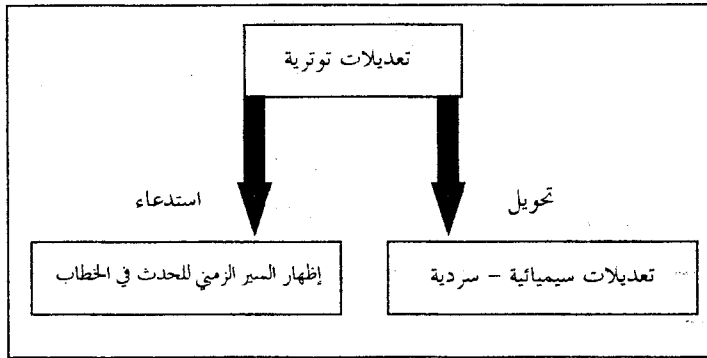 تعديلات توترية
تحويل
استدعاء
تعديلات سيميائية – سردية
إظهار السير الزمني للحدث في الخطاب